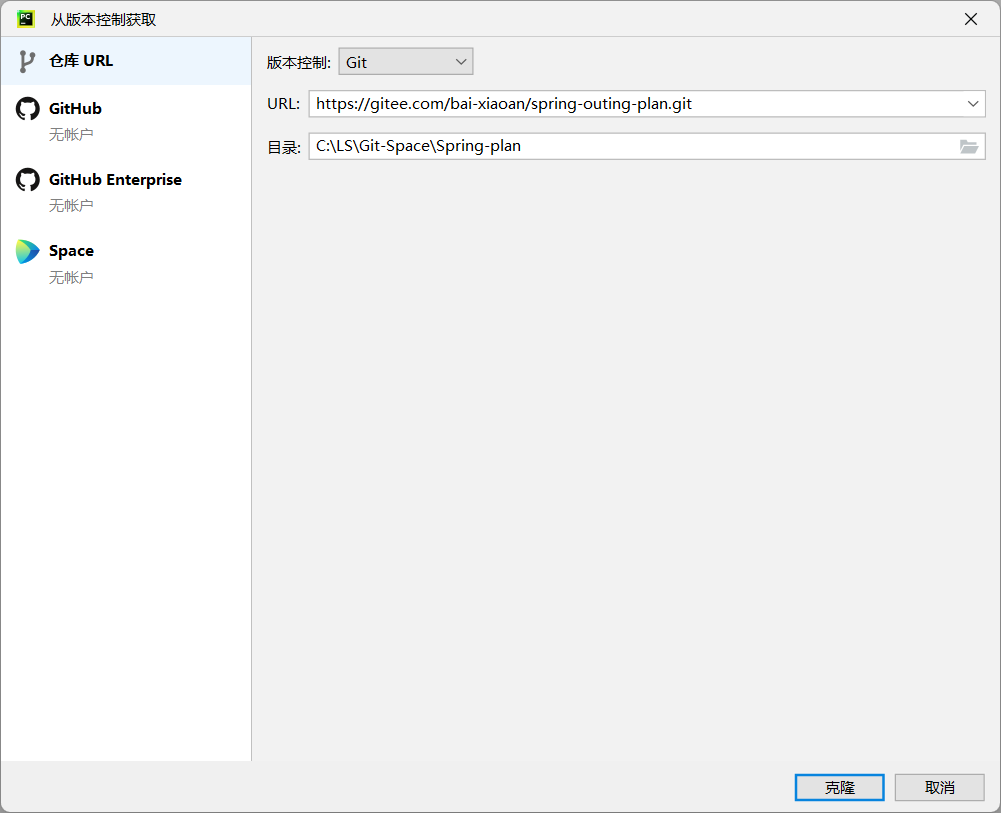 PC
从版本控制获取
仓库 URL
GitHub
无帐户
GitHub Enterprise
无帐户
Space
无帐户
版本控制: Git
URL: https://gitee.com/bai-xiaoan/spring-outing-plan.git
目录: C:\LS\Git-Space\Spring-plan
克隆
取消